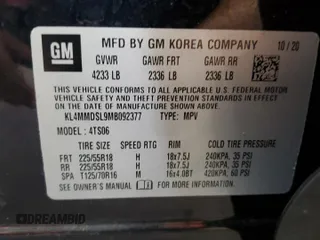 GM
MFD BY GM KOREA COMPANY 10/20
GVWR GAWR FRT GAWR RR
4233 LB 2336 LB 2336 LB
THIS VEHICLE CONFORMS TO ALL APPLICABLE U.S. FEDERAL MOTOR
VEHICLE SAFETY, BUMPER, AND THEFT PREVENTION STANDARDS IN
EFFECT ON THE DATE OF MANUFACTURE SHOWN ABOVE.
KL4MMDSL9MB092377 TYPE: MPV
MODEL: 4TS06
TIRE SIZE SPEED RTG RIM COLD TIRE PRESSURE
FRT 225/55R18 H 18x7.5J 240KPA, 35 PSI
RR 225/55R18 H 18x7.5J 240KPA, 35 PSI
SPA T125/70R16 M 16x4.0BT 420KPA, 60 PSI
SEE OWNER'S MANUAL FOR MORE INFORMATION.
DREAMBID